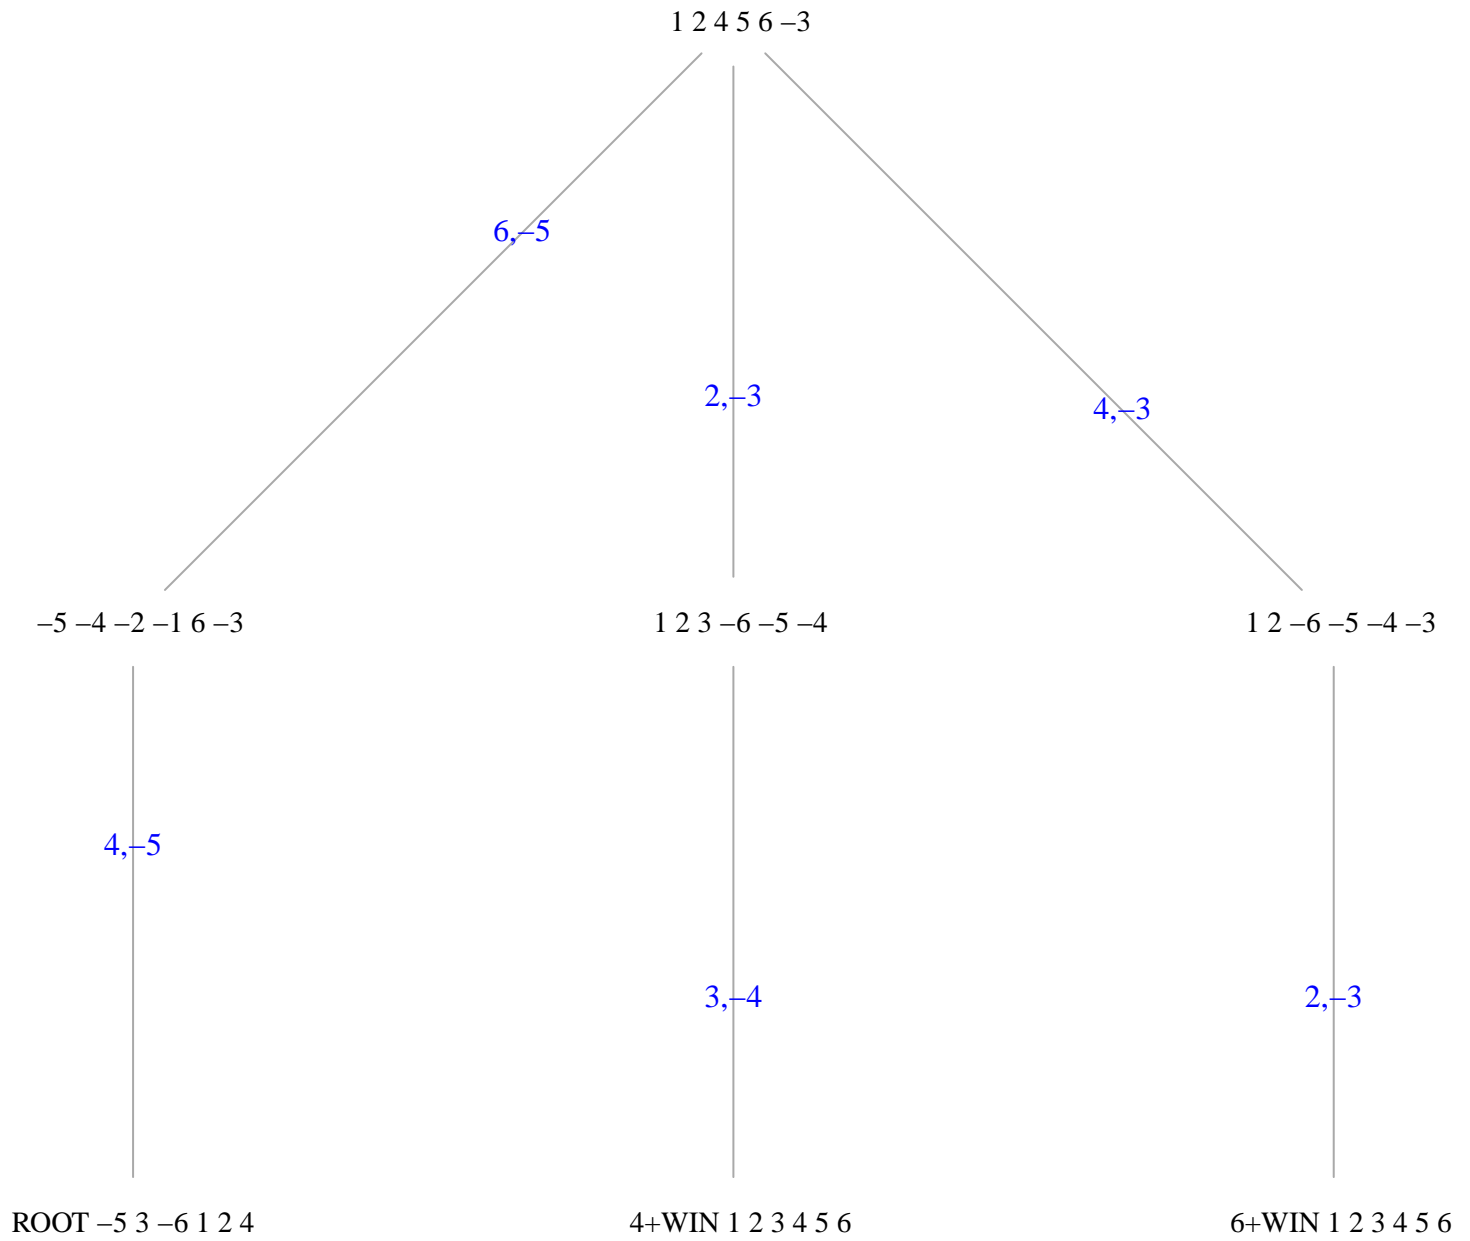 1 2 4 5 6 –3
6,–5
2,–3
4,–3
–5 –4 –2 –1 6 –3
1 2 3 –6 –5 –4
1 2 –6 –5 –4 –3
4,–5
3,–4
2,–3
ROOT –5 3 –6 1 2 4
4+WIN 1 2 3 4 5 6
6+WIN 1 2 3 4 5 6